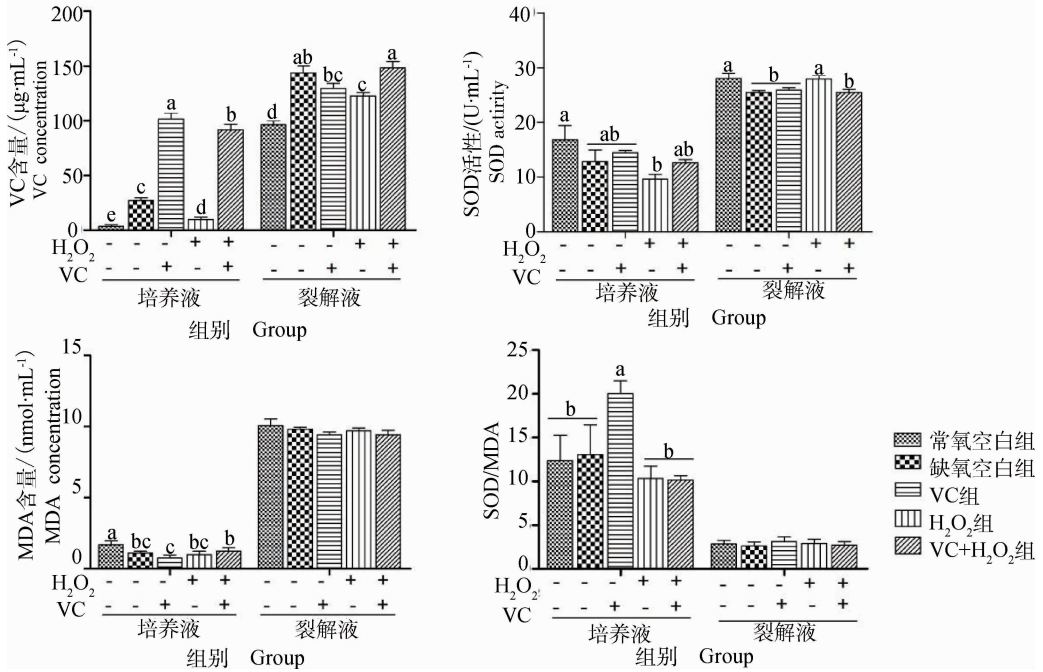 VC含量/(μg·mL⁻¹)
VC concentration
200
150
100
50
0
e
c
a
d
b
d
ab
bc
c
a
H₂O₂ - - - + + - - - + +
VC - - + - + - - + - +
培养液 裂解液
组别 Group
SOD活性/(U·mL⁻¹)
SOD actirity
40
30
20
10
0
a
ab
b
ab
a
b
a
b
H₂O₂ - - - + + - - - + +
VC - - + - + - - + - +
培养液 裂解液
组别 Group
MDA含量/(nmol·mL⁻¹)
MDA concentration
15
10
5
0
a
bc
c
bc
b
H₂O₂ - - - + + - - - + +
VC - - + - + - - + - +
培养液 裂解液
组别 Group
SOD/MDA
25
20
15
10
5
0
b
a
b
H₂O₂ - - - + + - - - + +
VC - - + - + - - + - +
培养液 裂解液
组别 Group
常氧空白组
缺氧空白组
VC组
H₂O₂组
VC+H₂O₂组